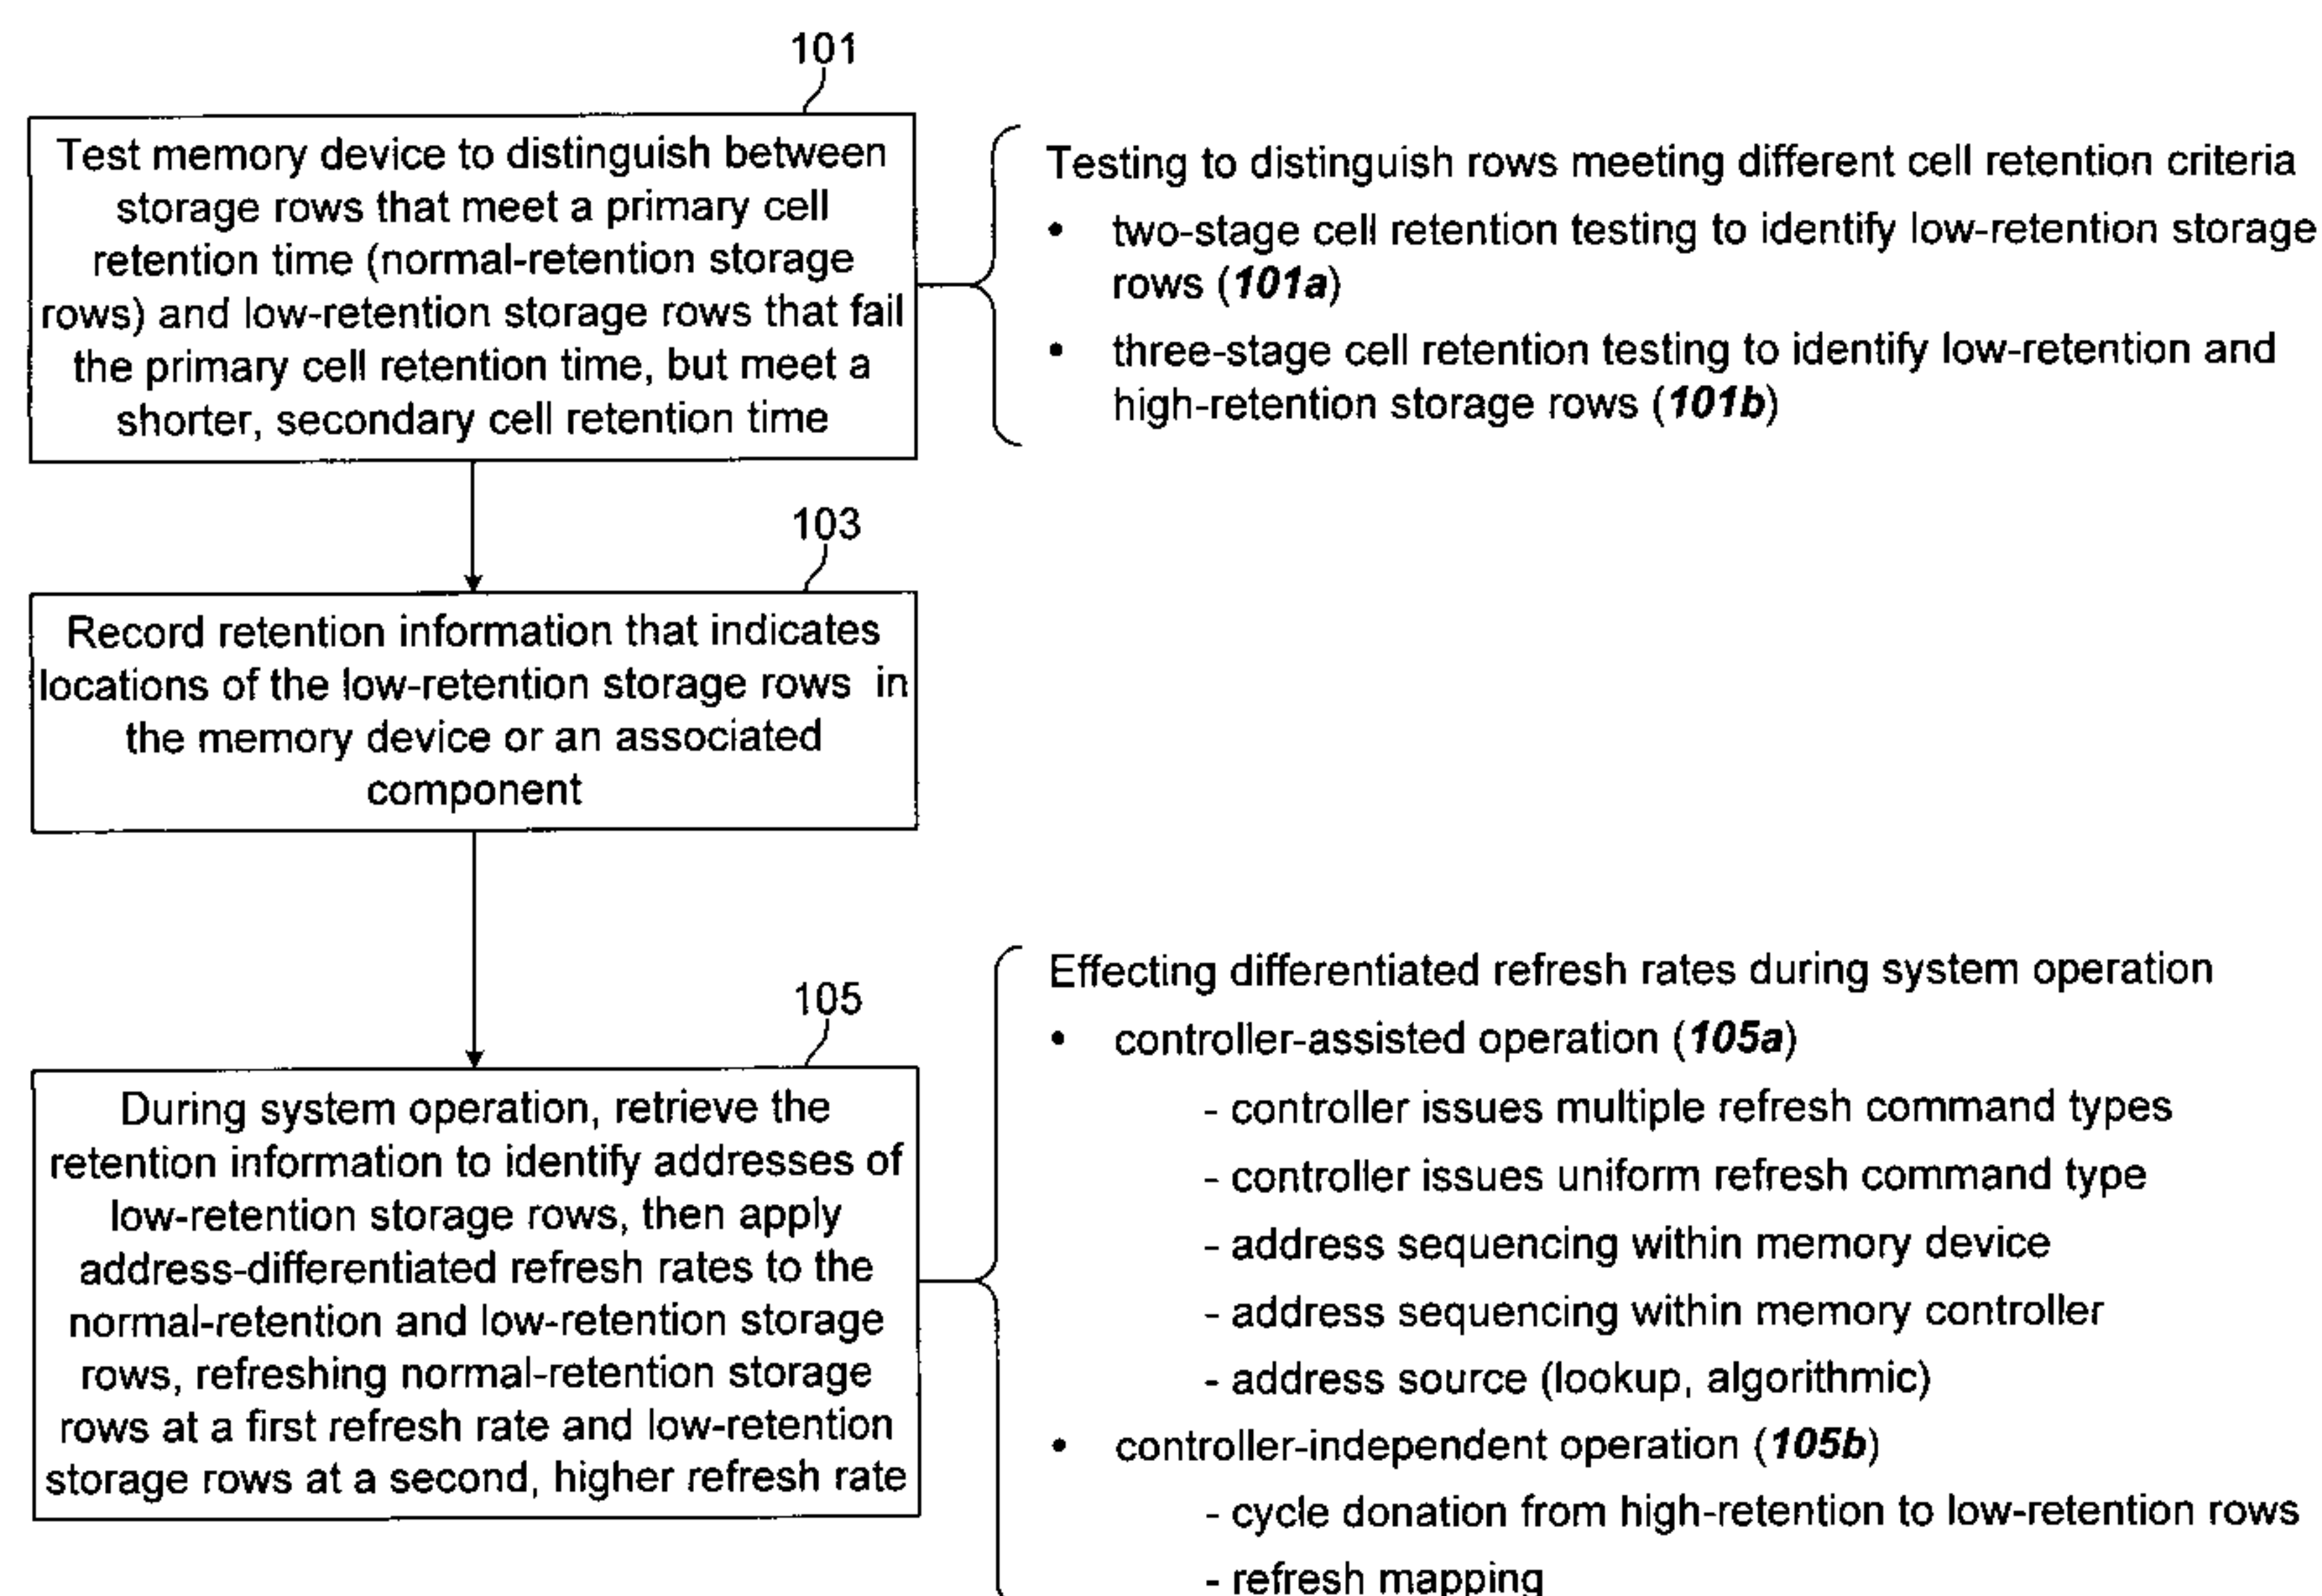 101
Test memory device to distinguish between
storage rows that meet a primary cell
retention time (normal-retention storage
rows) and low-retention storage rows that fail
the primary cell retention time, but meet a
shorter, secondary cell retention time
Testing to distinguish rows meeting different cell retention criteria
• two-stage cell retention testing to identify low-retention storage
rows (101a)
• three-stage cell retention testing to identify low-retention and
high-retention storage rows (101b)
103
Record retention information that indicates
locations of the low-retention storage rows in
the memory device or an associated
component
105
During system operation, retrieve the
retention information to identify addresses of
low-retention storage rows, then apply
address-differentiated refresh rates to the
normal-retention and low-retention storage
rows, refreshing normal-retention storage
rows at a first refresh rate and low-retention
storage rows at a second, higher refresh rate
Effecting differentiated refresh rates during system operation
• controller-assisted operation (105a)
- controller issues multiple refresh command types
- controller issues uniform refresh command type
- address sequencing within memory device
- address sequencing within memory controller
- address source (lookup, algorithmic)
• controller-independent operation (105b)
- cycle donation from high-retention to low-retention rows
- refresh mapping